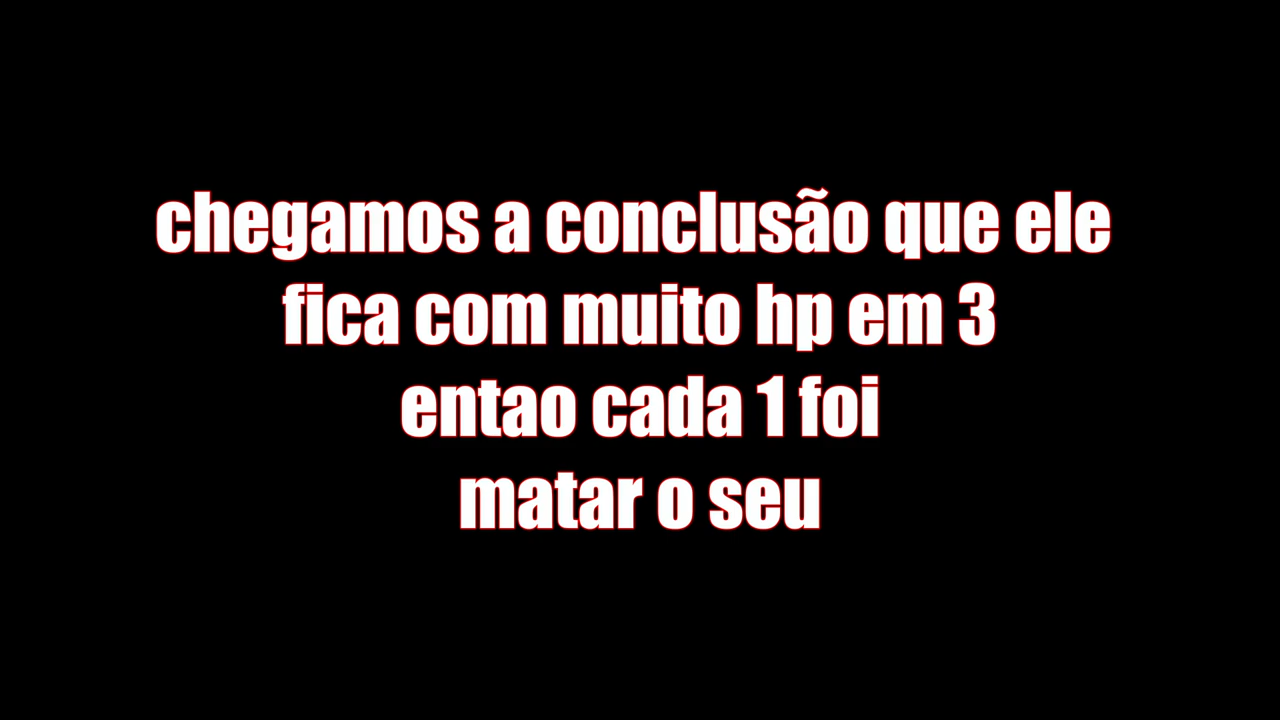 chegamos a conclusão que ele
fica com muito hp em 3
entao cada 1 foi
matar o seu